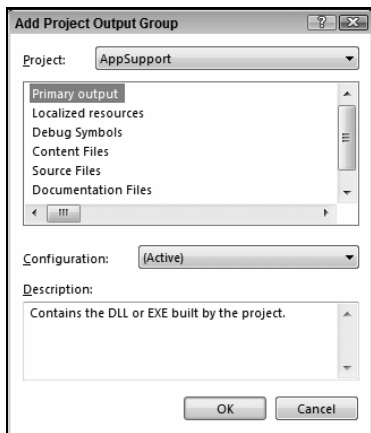 Add Project Output Group
Project: AppSupport
Primary output
Localized resources
Debug Symbols
Content Files
Source Files
Documentation Files
Configuration: (Active)
Description:
Contains the DLL or EXE built by the project.
OK Cancel